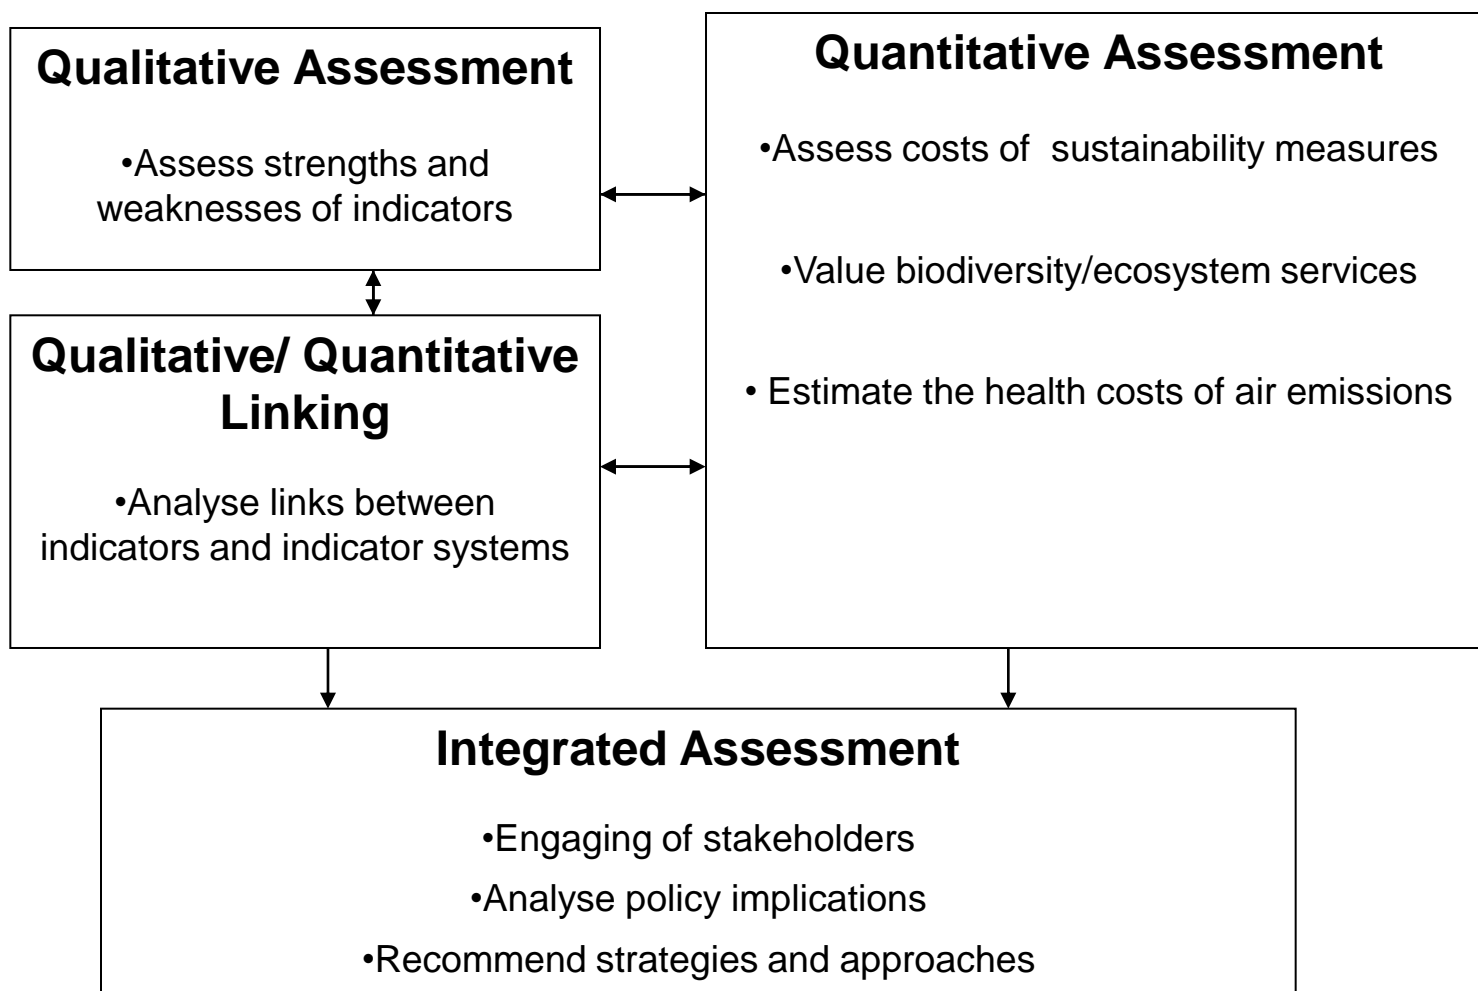 Qualitative Assessment
•Assess strengths and
weaknesses of indicators
Quantitative Assessment
•Assess costs of  sustainability measures
•Value biodiversity/ecosystem services
• Estimate the health costs of air emissions
Qualitative/ Quantitative
Linking
•Analyse links between
indicators and indicator systems
Integrated Assessment
•Engaging of stakeholders
•Analyse policy implications
•Recommend strategies and approaches